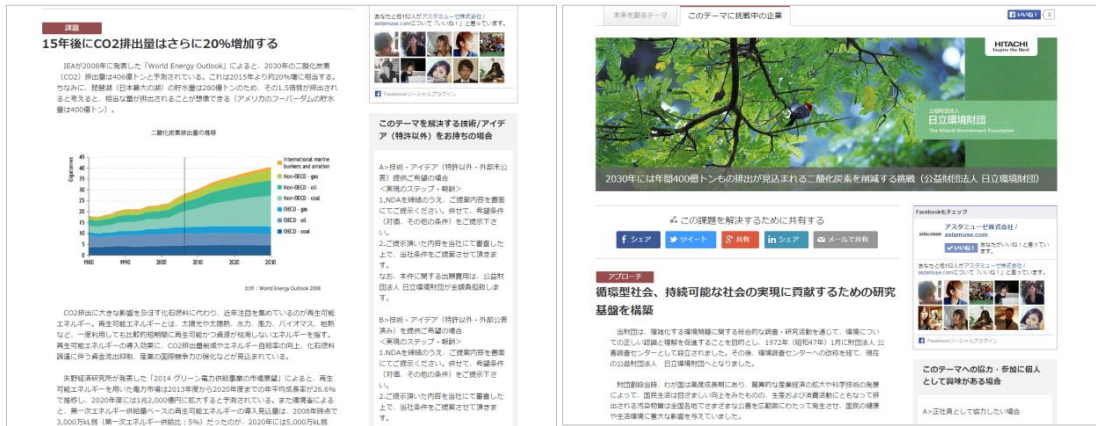 課題
15年後にCO2排出量はさらに20%増加する
IEAが2008年に発表した「World Energy Outlook」によると、2030年の二酸化炭素
（CO2）排出量は406億トンと予測されている。これは2015年より約20%増に相当する。
ちなみに、琵琶湖（日本最大の湖）の貯水量は280億トンのため、その1.5倍弱が排出され
ると考えると、相当な量が排出されることが想像できる（アメリカのフーバーダムの貯水
量は400億トン）。
二酸化炭素排出量の推移
Gigatonnes
45
40
35
30
25
20
15
10
5
0
1980
1990
2000
2010
2020
2030
International marine
bunkers and aviation
Non-OECD - gas
Non-OECD - oil
Non-OECD - coal
OECD - gas
OECD - oil
OECD - coal
出所：World Energy Outlook 2008
CO2排出に大きな影響を及ぼす化石燃料に代わり、近年注目を集めているのが再生可能
エネルギー。再生可能エネルギーとは、太陽光や太陽熱、水力、風力、バイオマス、地熱
など、一度利用しても比較的短期間に再生可能かつ資源が枯渇しないエネルギーを指す。
再生可能エネルギーの導入効果に、CO2排出量削減やエネルギー自給率の向上、化石燃料
調達に伴う資金流出抑制、産業の国際競争力の強化などが見込まれている。
矢野経済研究所が発表した「2014 グリーン電力供給事業の市場展望」によると、再生
可能エネルギーを用いた電力市場は2013年度から2020年度までの年平均成長率が26.6%
で推移し、2020年度には1兆2,000億円に拡大すると予測されている。また環境省による
と、第一次エネルギー供給量ベースの再生可能エネルギーの導入見込量は、2008年時点で
3,000万kL弱（第一次エネルギー供給比：5%）だったのが、2020年には5,000万kL弱
あなたと他152人がアスタミューゼ株式会社 /
astamuse.comについて「いいね！」と言っています。
Facebookソーシャルプラグイン
このテーマを解決する技術/アイデ
ア（特許以外）をお持ちの場合
A>技術・アイデア（特許以外・外部未公
表）提供ご希望の場合
<実現のステップ・報酬>
1.NDAを締結のうえ、ご提案内容を書面
にてご提示ください。併せて、希望条件
（対価、その他の条件）をご提示下さ
い。
2.ご提示頂いた内容を当社にて審査した
上で、当社条件をご提案させて頂きま
す。
なお、本件に関する出願費用は、公益財
団法人 日立環境財団が全額負担致しま
す。
B>技術・アイデア（特許以外・外部公表
済み）を提供ご希望の場合
<実現のステップ・報酬>
1.NDAを締結のうえ、ご提案内容を書面
にてご提示ください。併せて、希望条件
（対価、その他の条件）をご提示下さ
い。
2.ご提示頂いた内容を当社にて審査した
上で、当社条件をご提案させて頂きま
す。
未来を創るテーマ
このテーマに挑戦中の企業
いいね！
0
HITACHI
Inspire the Next
公益財団法人
日立環境財団
The Hitachi Environment Foundation
2030年には年間400億トンもの排出が見込まれる二酸化炭素を削減する挑戦（公益財団法人 日立環境財団）
この課題を解決するために共有する
シェア
ツイート
共有
シェア
メールで共有
アプローチ
循環型社会、持続可能な社会の実現に貢献するための研究
基盤を構築
当財団は、複雑化する環境問題に関する総合的な調査・研究活動を通じて、環境につい
ての正しい認識と理解を促進することを目的とし、1972年（昭和47年）1月に財団法人 公
害調査センターとして設立されました。その後、環境調査センターへの改称を経て、現在
の公益財団法人 日立環境財団へとなりました。
財団創設当時、わが国は高度成長期にあり、驚異的な産業経済の拡大や科学技術の発展
によって、国民生活は目ざましい向上をみたものの、生産および消費活動にともなって排
出される汚染物質は全国各地でさまざまな公害を広範囲にわたって発生させ、国民の健康
や生活環境に重大な影響を与えていました。
Facebookもチェック
アスタミューゼ株式会社 /
astamuse.com
いいね！
あなたがいいね！と言ってい
ます。
あなたと他152人がアスタミューゼ株式会社 /
astamuse.comについて「いいね！」と言っています。
Facebookソーシャルプラグイン
このテーマへの協力・参加に個人
として興味がある場合
A>正社員として協力したい場合